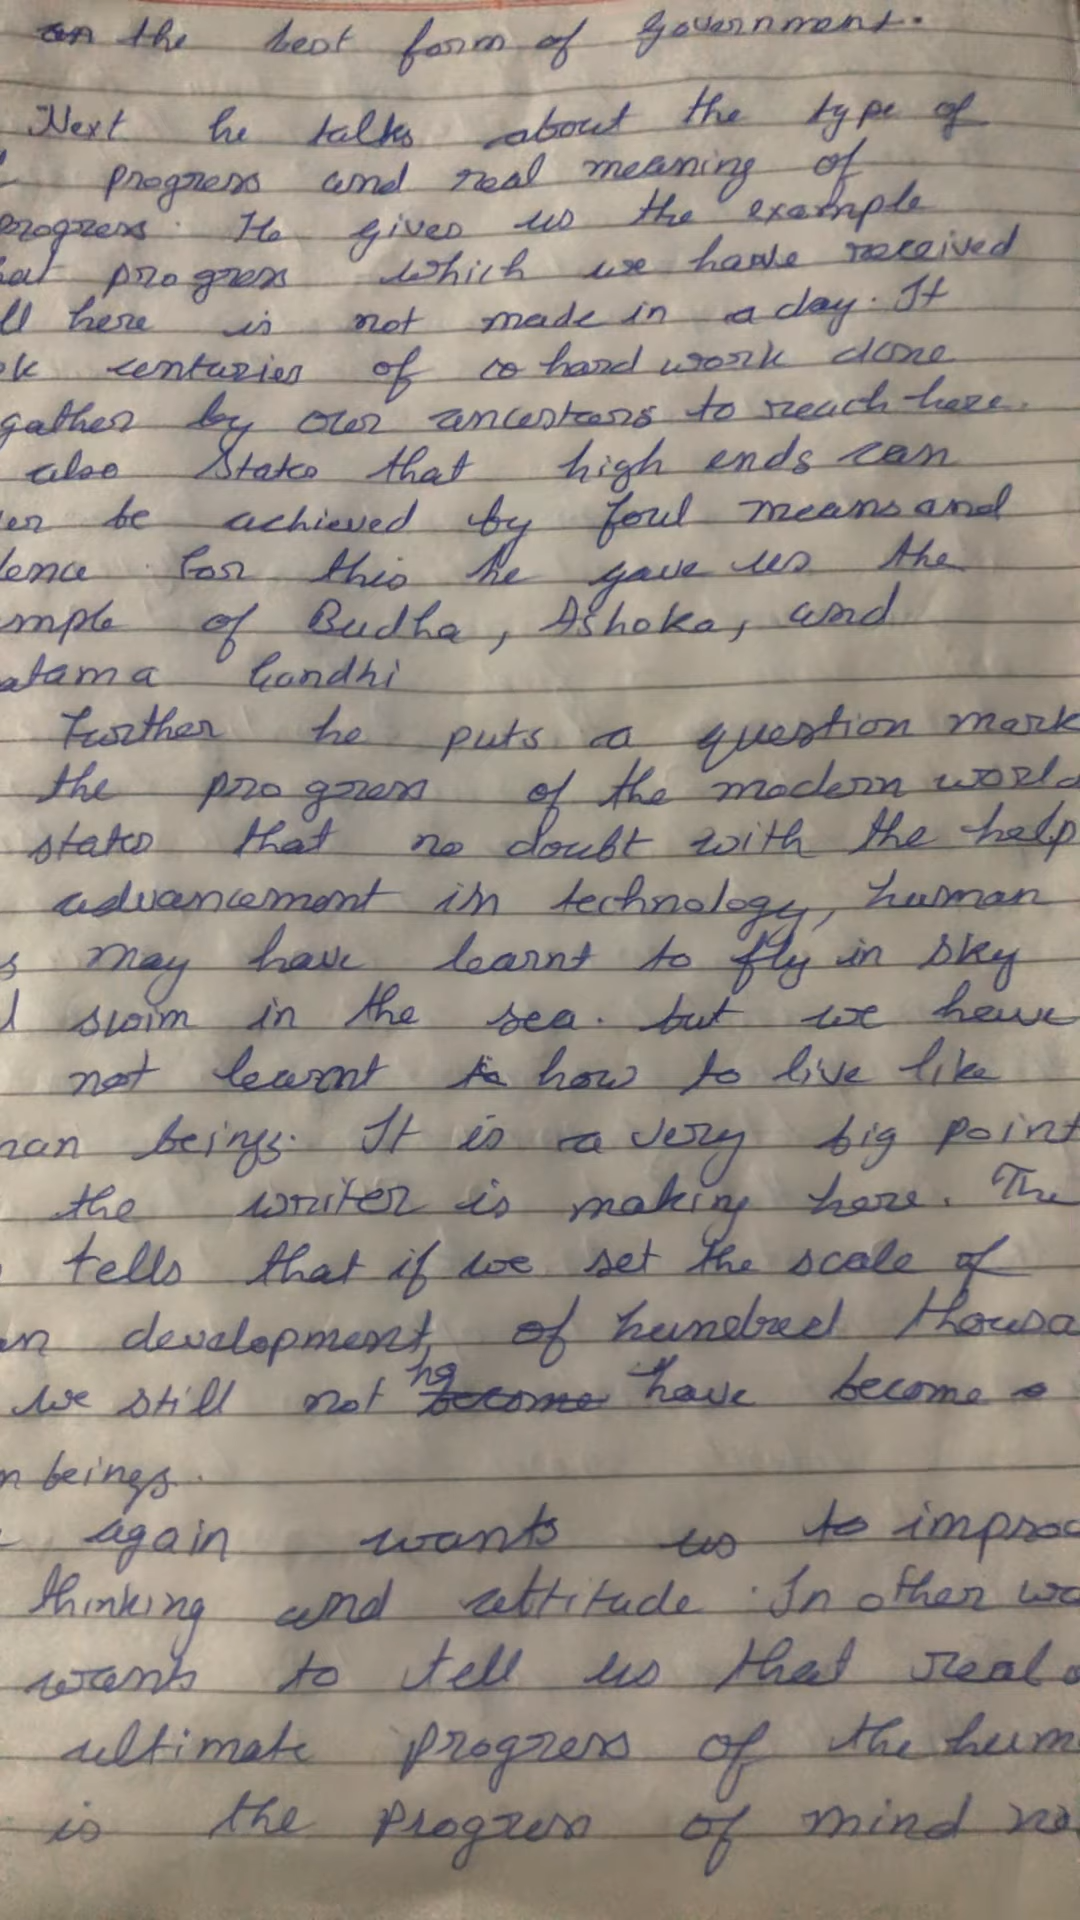 the best form of Government.
Next he talks about the type of
progress and real meaning of
progress. He gives us the example
progress which we have received
here is not made in a day. It
centuries of hard work done
gather by our ancestors to reach here.
also states that high ends can
be achieved by foul means and
lence. For this he gave us the
mple of Budha, Ashoka, and
atama Gandhi
Further he puts a question mark
the progress of the modern world
states that no doubt with the help
advancement in technology, human
s may have learnt to fly in sky
swim in the sea. but we have
not learnt how to live like
man beings. It is a very big point
the writer is making here. The
tells that if we set the scale of
development, of hundred thousa
we still not have become
n beings.
again wants us to improv
thinking and attitude. In other wo
wants to tell us that real
ultimate progress of the hum
is the Progress of mind no